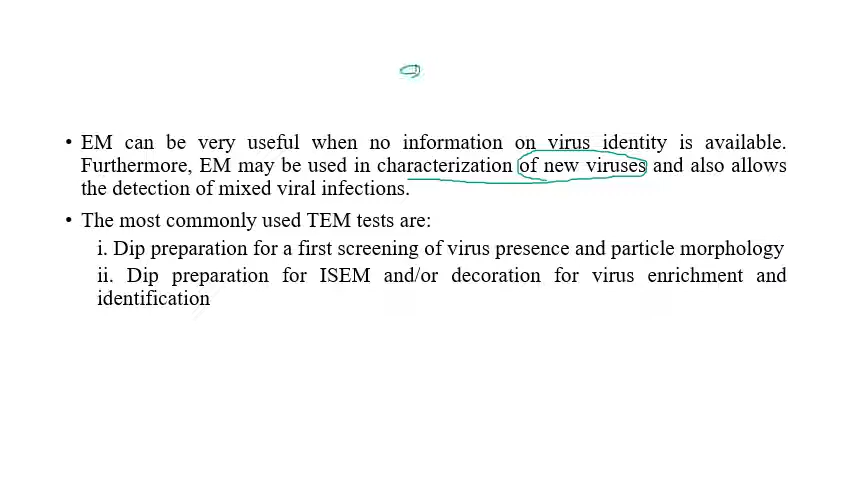 • EM can be very useful when no information on virus identity is available.
Furthermore, EM may be used in characterization of new viruses and also allows
the detection of mixed viral infections.
• The most commonly used TEM tests are:
i. Dip preparation for a first screening of virus presence and particle morphology
ii. Dip preparation for ISEM and/or decoration for virus enrichment and
identification